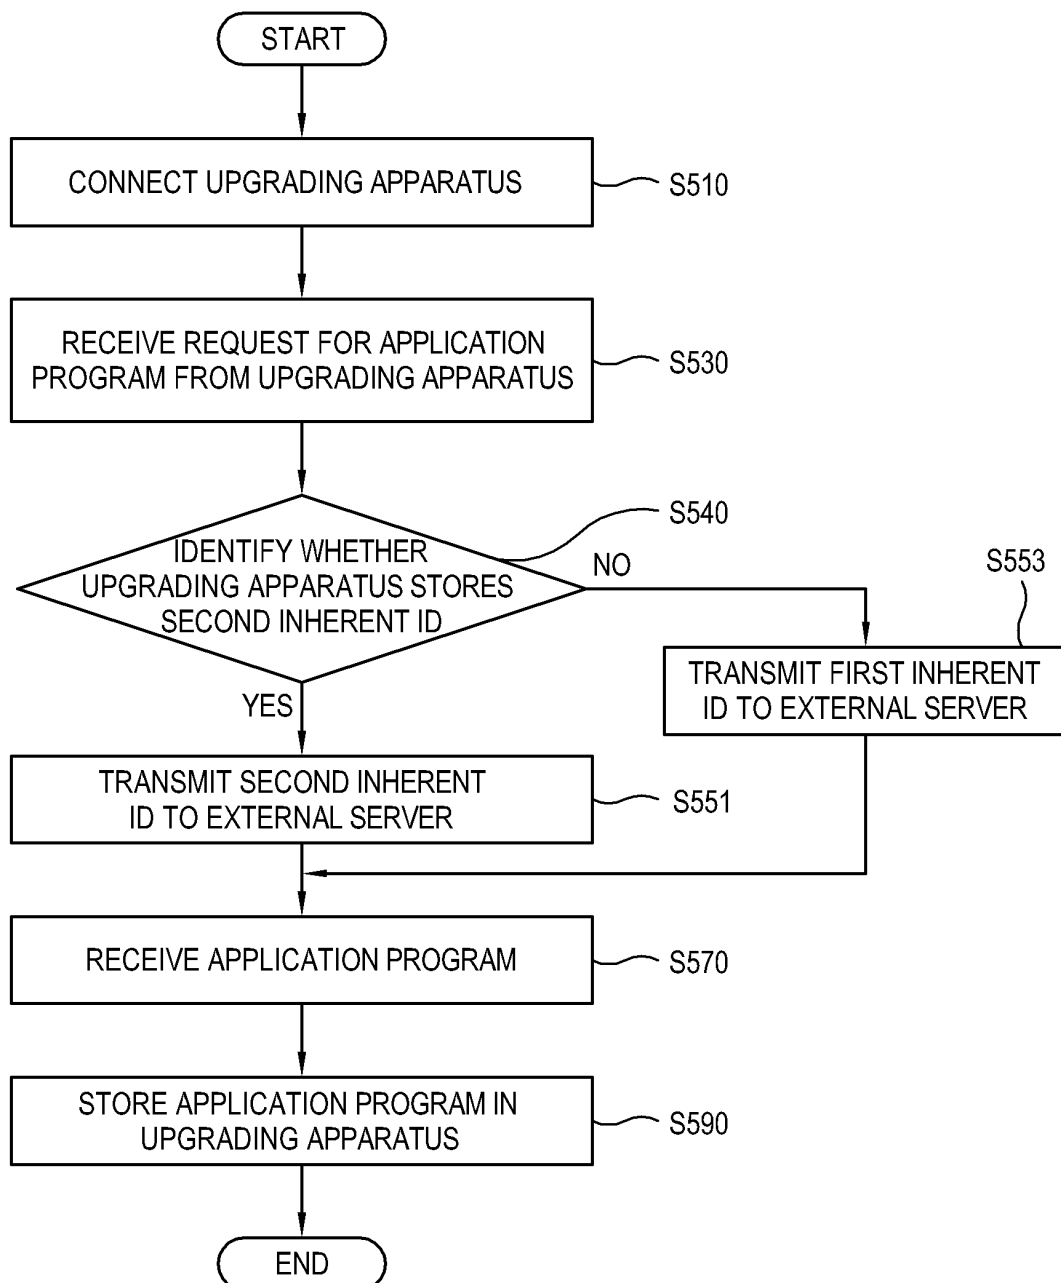 START
CONNECT UPGRADING APPARATUS
S510
RECEIVE REQUEST FOR APPLICATION
PROGRAM FROM UPGRADING APPARATUS
S530
S540
IDENTIFY WHETHER
UPGRADING APPARATUS STORES
SECOND INHERENT ID
NO
S553
TRANSMIT FIRST INHERENT
ID TO EXTERNAL SERVER
YES
TRANSMIT SECOND INHERENT
ID TO EXTERNAL SERVER
S551
RECEIVE APPLICATION PROGRAM
S570
STORE APPLICATION PROGRAM IN
UPGRADING APPARATUS
S590
END